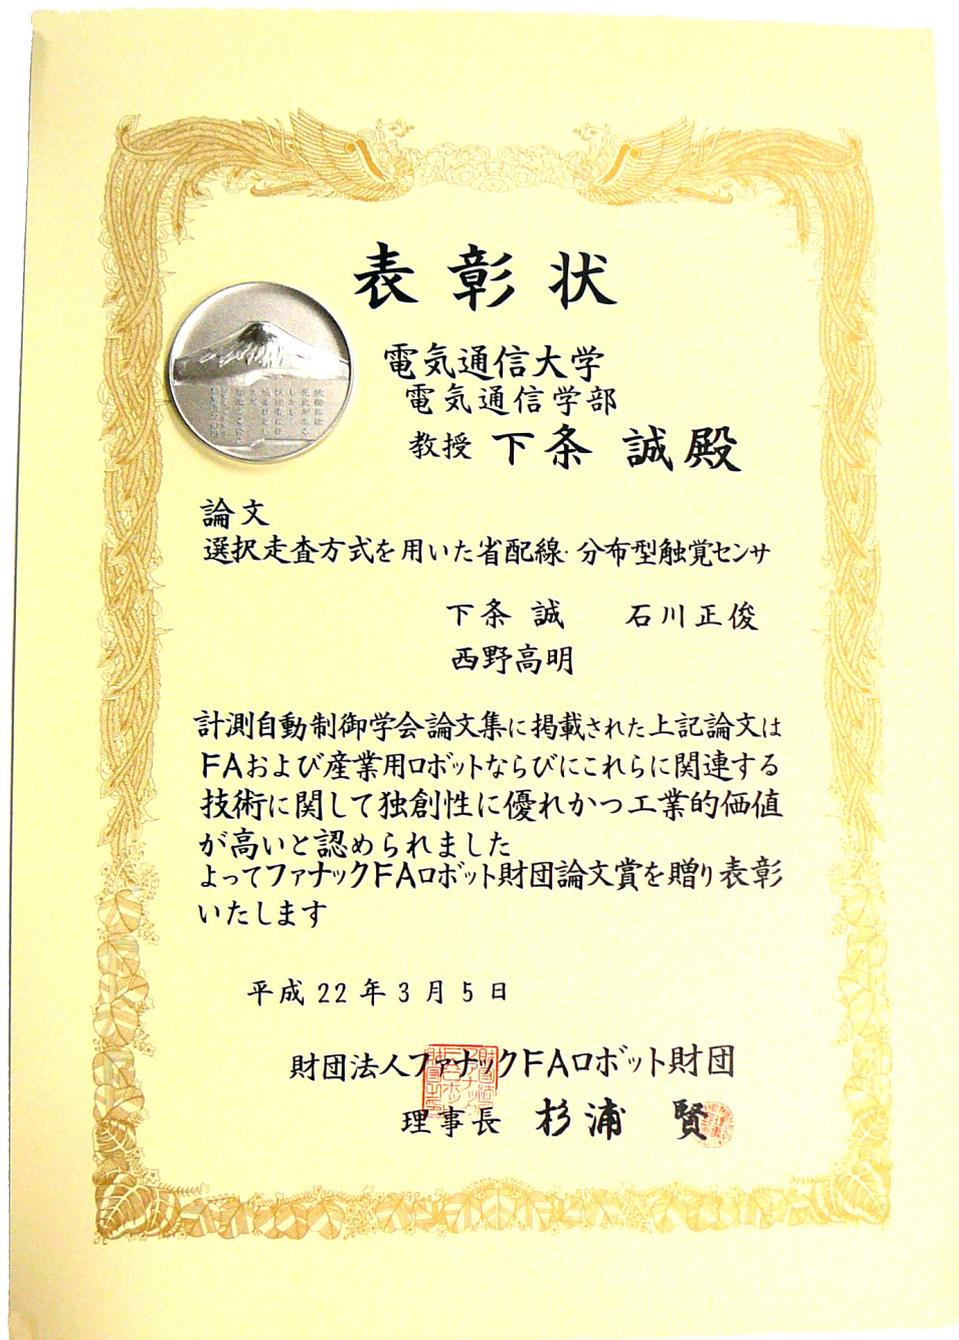 表彰状
電気通信大学
電気通信学部
教授 下条 誠殿
論文
選択走査方式を用いた省配線・分布型触覚センサ
下条 誠 石川正俊
西野高明
計測自動制御学会論文集に掲載された上記論文は
FAおよび産業用ロボットならびにこれらに関連する
技術に関して独創性に優れかつ工業的価値
が高いと認められました
よってファナックFAロボット財団論文賞を贈り表彰
いたします
平成22年3月5日
財団法人ファナックFAロボット財団
理事長 杉浦 賢